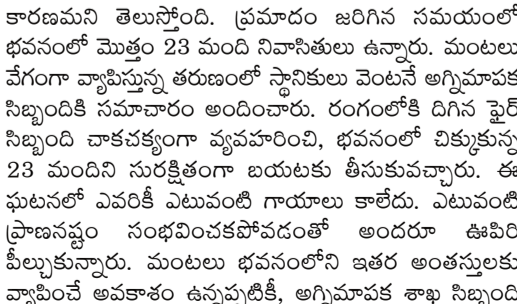 కారణమని తెలుస్తోంది. ప్రమాదం జరిగిన సమయంలో
భవనంలో మొత్తం 23 మంది నివాసితులు ఉన్నారు. మంటలు
వేగంగా వ్యాపిస్తున్న తరుణంలో స్థానికులు వెంటనే అగ్నిమాపక
సిబ్బందికి సమాచారం అందించారు. రంగంలోకి దిగిన ఫైర్
సిబ్బంది చాకచక్యంగా వ్యవహరించి, భవనంలో చిక్కుకున్న
23 మందిని సురక్షితంగా బయటకు తీసుకువచ్చారు. ఈ
ఘటనలో ఎవరికీ ఎటువంటి గాయాలు కాలేదు. ఎటువంటి
ప్రాణనష్టం సంభవించకపోవడంతో అందరూ ఊపిరి
పీల్చుకున్నారు. మంటలు భవనంలోని ఇతర అంతస్తులకు
వ్యాపించే అవకాశం ఉన్నప్పటికీ, అగ్నిమాపక శాఖ సిబ్బంది